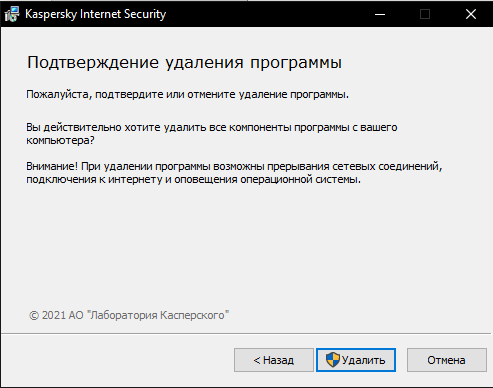 Kaspersky Internet Security
Подтверждение удаления программы
Пожалуйста, подтвердите или отмените удаление программы.
Вы действительно хотите удалить все компоненты программы с вашего
компьютера?
Внимание! При удалении программы возможны прерывания сетевых соединений,
подключения к интернету и оповещения операционной системы.
© 2021 АО "Лаборатория Касперского"
< Назад
Удалить
Отмена